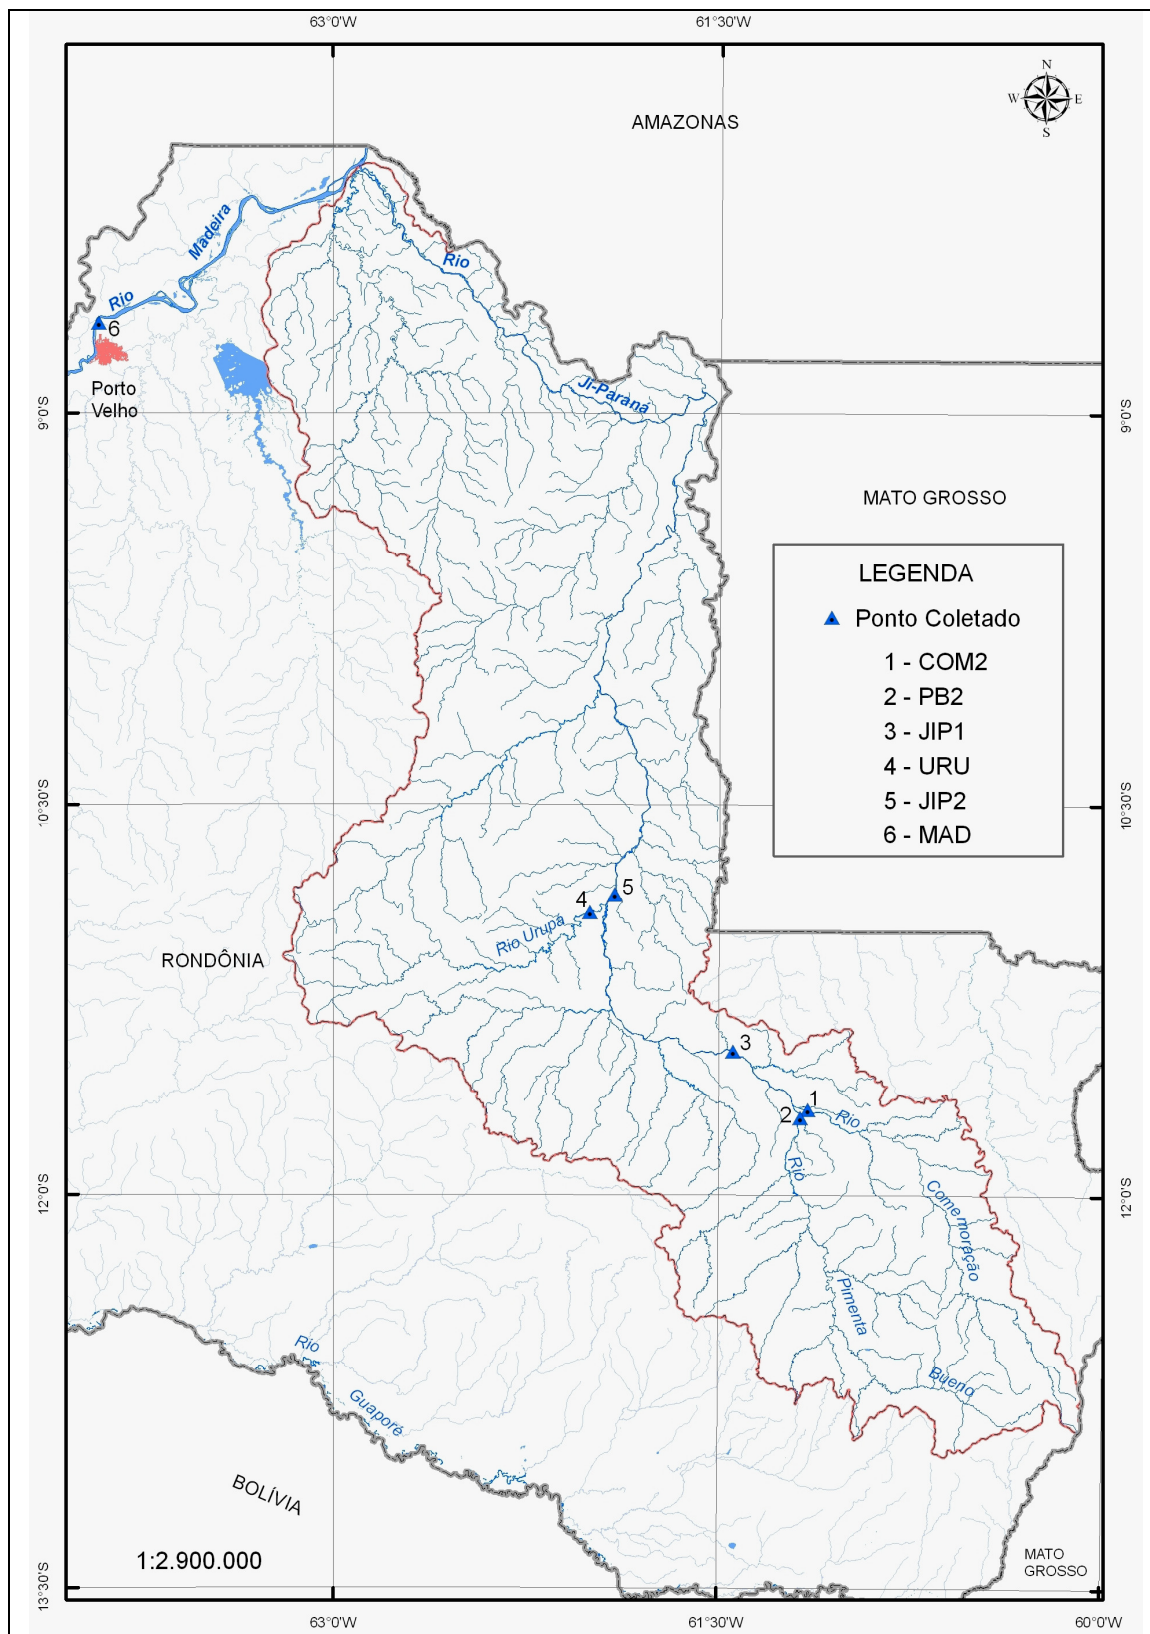 63°0'W
61°30'W
N
W
E
S
AMAZONAS
Rio
Madeira
Rio
6
Porto
Velho
Ji-Paraná
9°0'S
9°0'S
MATO GROSSO
LEGENDA
Ponto Coletado
1 - COM2
2 - PB2
3 - JIP1
4 - URU
5 - JIP2
6 - MAD
10°30'S
10°30'S
5
4
Rio Urupá
RONDÔNIA
3
1
2
Rio
Rio
Comemoração
12°0'S
12°0'S
Pimenta
Bueno
Rio
Guaporé
BOLÍVIA
1:2.900.000
MATO
GROSSO
13°30'S
63°0'W
61°30'W
60°0'W